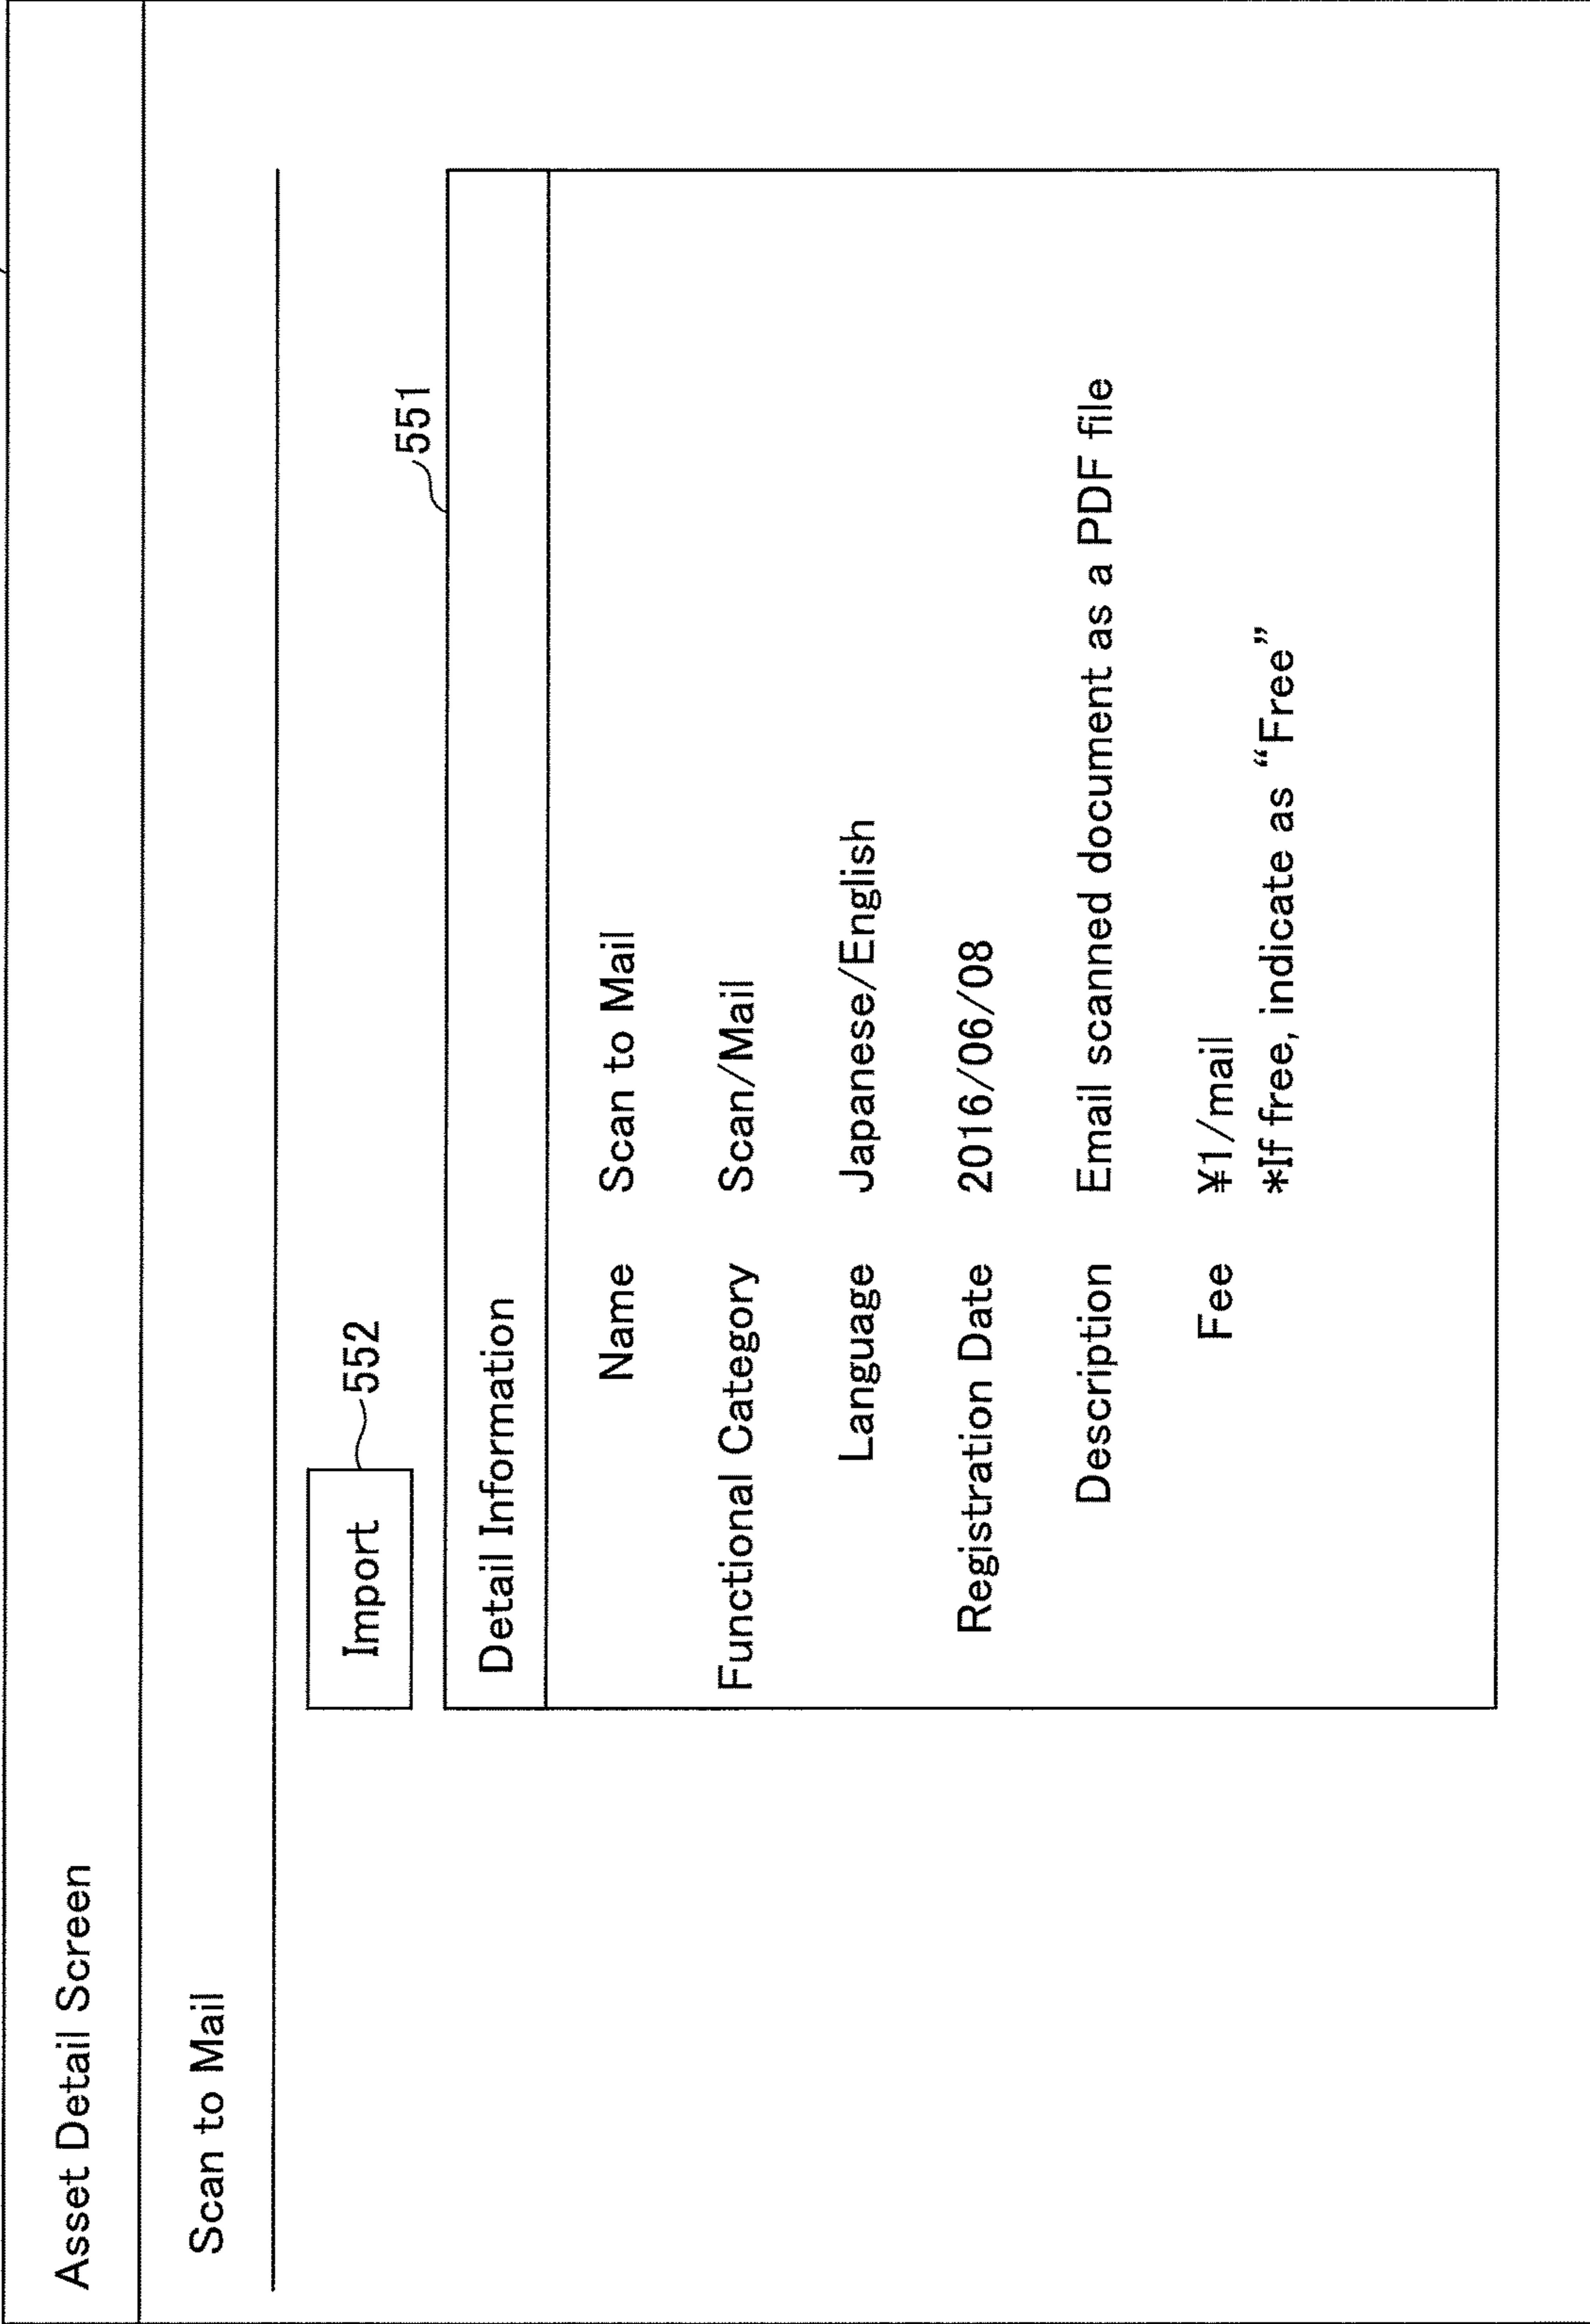 Asset Detail Screen
Scan to Mail
Import
552
551
Detail Information
Name Scan to Mail
Functional Category Scan/Mail
Language Japanese/English
Registration Date 2016/06/08
Description Email scanned document as a PDF file
Fee ¥1/mail
*If free, indicate as “Free”